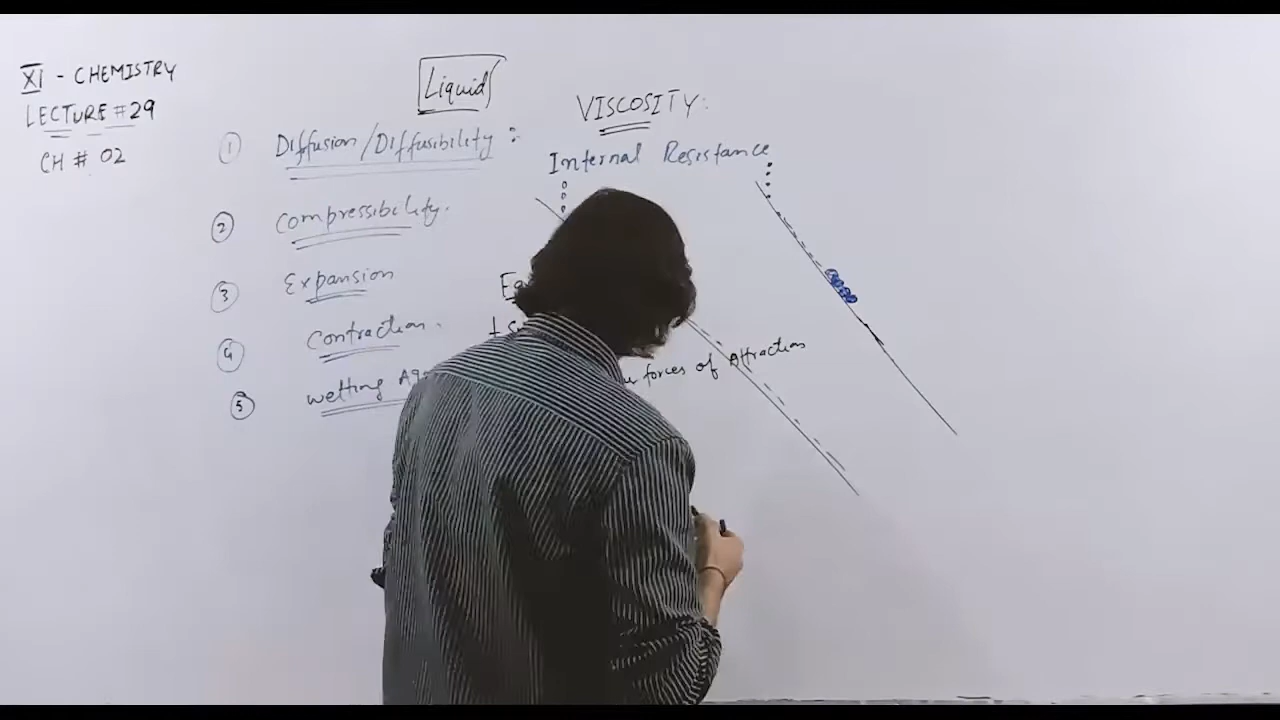 XI - CHEMISTRY
LECTURE #29
CH # 02
Liquid
① Diffusion/Diffusibility :
② Compressibility.
③ Expansion
④ Contraction.
⑤ wetting
VISCOSITY:
Internal Resistance
forces of Attraction